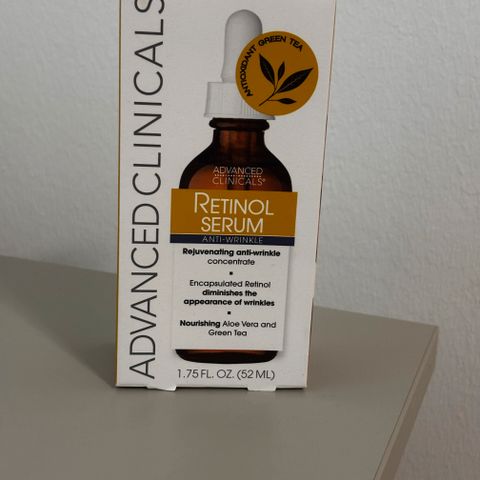 ADVANCED CLINICALS
ANTIOXIDANT GREEN TEA
ADVANCED
CLINICALS®
RETINOL
SERUM
ANTI-WRINKLE
Rejuvenating anti-wrinkle
concentrate
Encapsulated Retinol
diminishes the
appearance of wrinkles
Nourishing Aloe Vera and
Green Tea
1.75 FL. OZ. (52 ML)